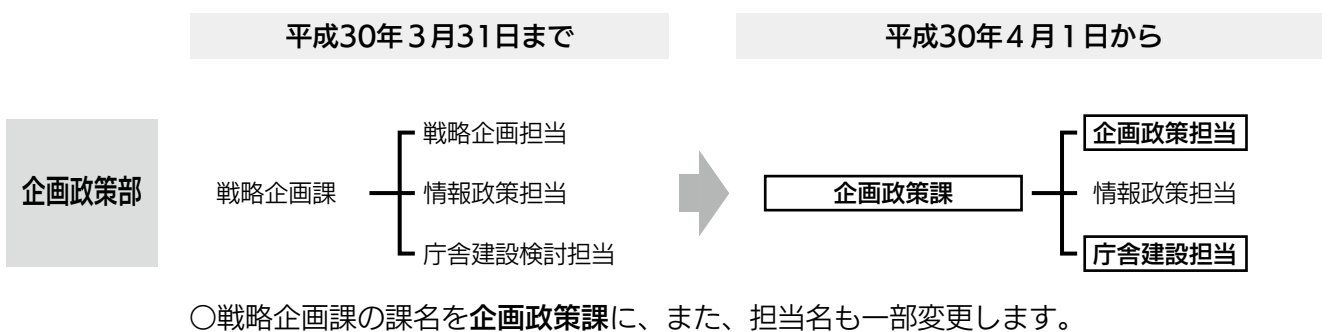 平成30年3月31日まで
平成30年4月1日から
企画政策部
戦略企画課
戦略企画担当
情報政策担当
庁舎建設検討担当
企画政策課
企画政策担当
情報政策担当
庁舎建設担当
○戦略企画課の課名を企画政策課に、また、担当名も一部変更します。